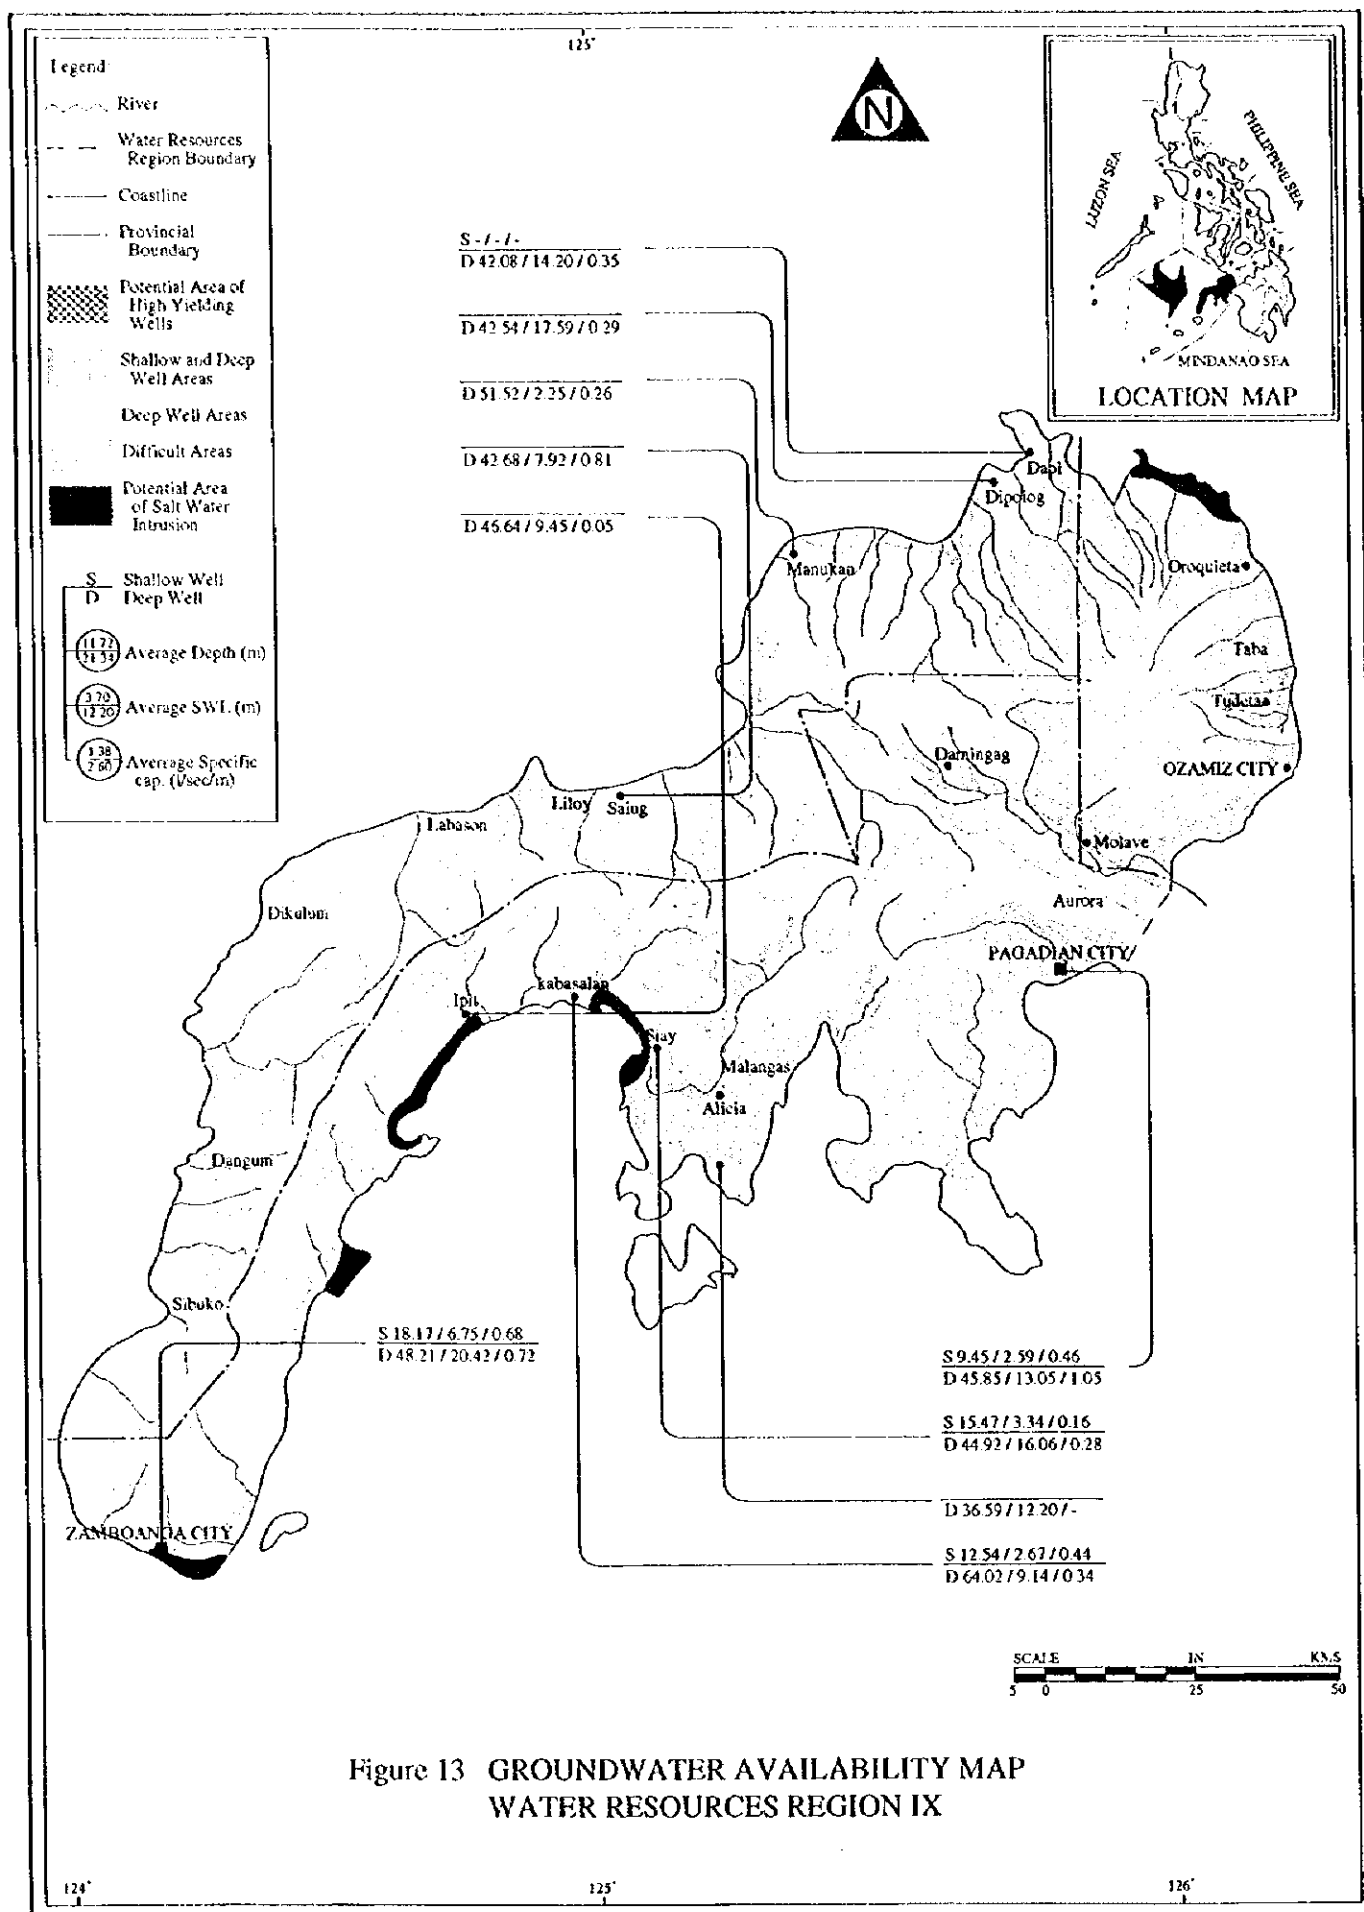 125°
Legend
River
Water Resources
Region Boundary
Coastline
Provincial
Boundary
Potential Area of
High Yielding
Wells
Shallow and Deep
Well Areas
Deep Well Areas
Difficult Areas
Potential Area
of Salt Water
Intrusion
S Shallow Well
D Deep Well
11.72
21.34
Average Depth (m)
3.70
12.20
Average SWL (m)
1.38
2.60
Average Specific
cap. (l/sec/m)
N
LUZON SEA
PHILIPPINE SEA
MINDANAO SEA
LOCATION MAP
S - / - / -
D 42.08 / 14.20 / 0.35
D 42.54 / 17.59 / 0.29
D 51.52 / 2.25 / 0.26
D 42.68 / 7.92 / 0.81
D 46.64 / 9.45 / 0.05
Dapi
Dipolog
Manukan
Oroquieta
Taba
Tudela
Damingag
OZAMIZ CITY
Liloy
Saiug
Labason
Molave
Dikulum
Aurora
PAGADIAN CITY
kabasalan
Ipil
Siay
Malangas
Alicia
Dangum
Sibuko
S 18.17 / 6.75 / 0.68
D 48.21 / 20.42 / 0.72
S 9.45 / 2.59 / 0.46
D 45.85 / 13.05 / 1.05
S 15.47 / 3.34 / 0.16
D 44.92 / 16.06 / 0.28
D 36.59 / 12.20 / -
S 12.54 / 2.67 / 0.44
D 64.02 / 9.14 / 0.34
ZAMBOANGA CITY
SCALE IN KMS
5 0 25 50
Figure 13 GROUNDWATER AVAILABILITY MAP
WATER RESOURCES REGION IX
124° 125° 126°